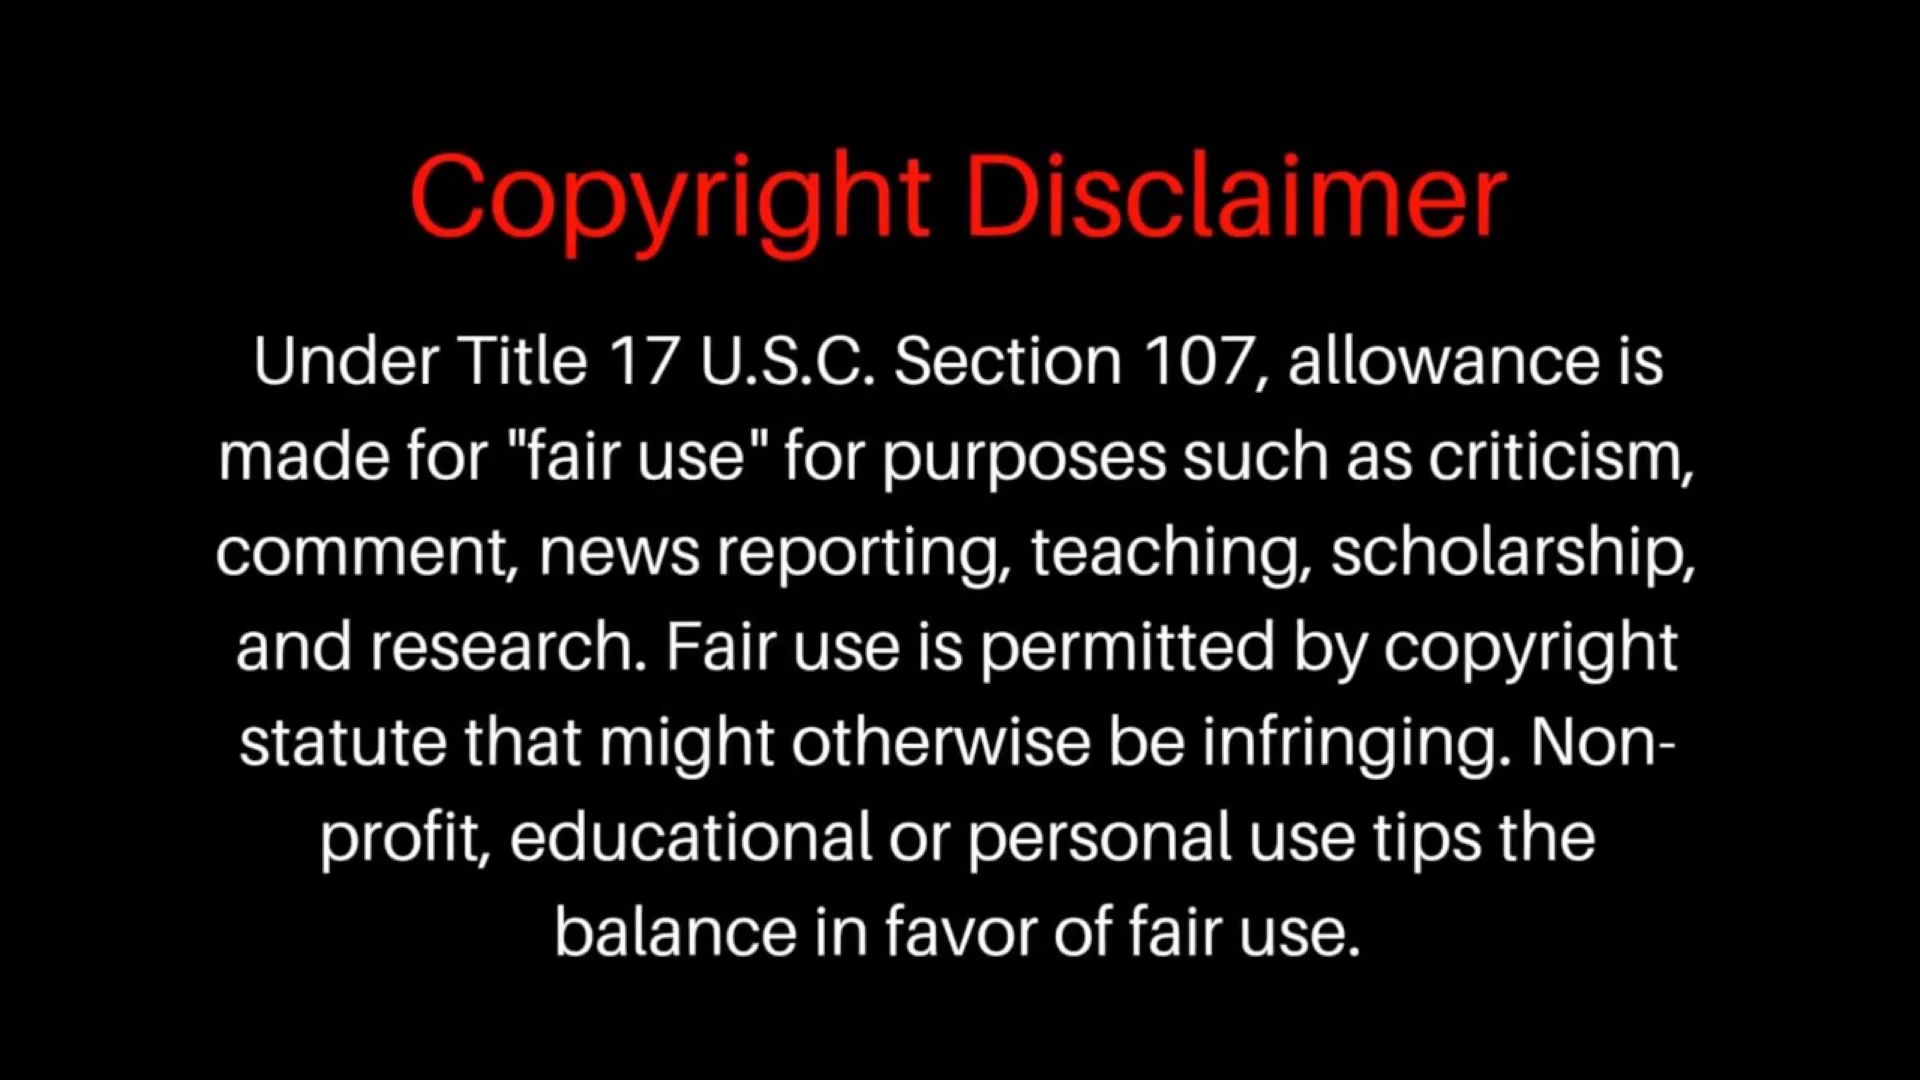 Copyright Disclaimer
Under Title 17 U.S.C. Section 107, allowance is
made for "fair use" for purposes such as criticism,
comment, news reporting, teaching, scholarship,
and research. Fair use is permitted by copyright
statute that might otherwise be infringing. Non-
profit, educational or personal use tips the
balance in favor of fair use.